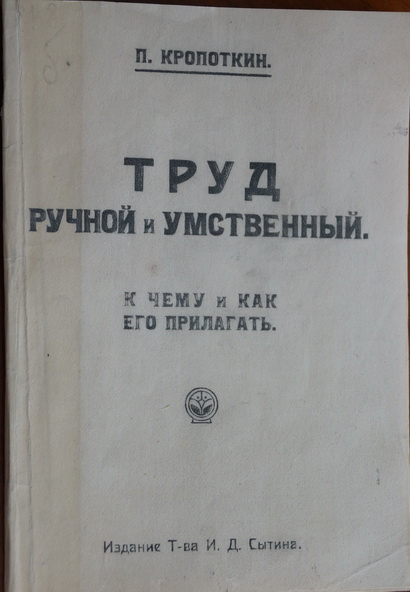 П. КРОПОТКИН.
ТРУД
РУЧНОЙ и УМСТВЕННЫЙ.
К ЧЕМУ и КАК
ЕГО ПРИЛАГАТЬ.
Издание Т-ва И. Д. Сытина.